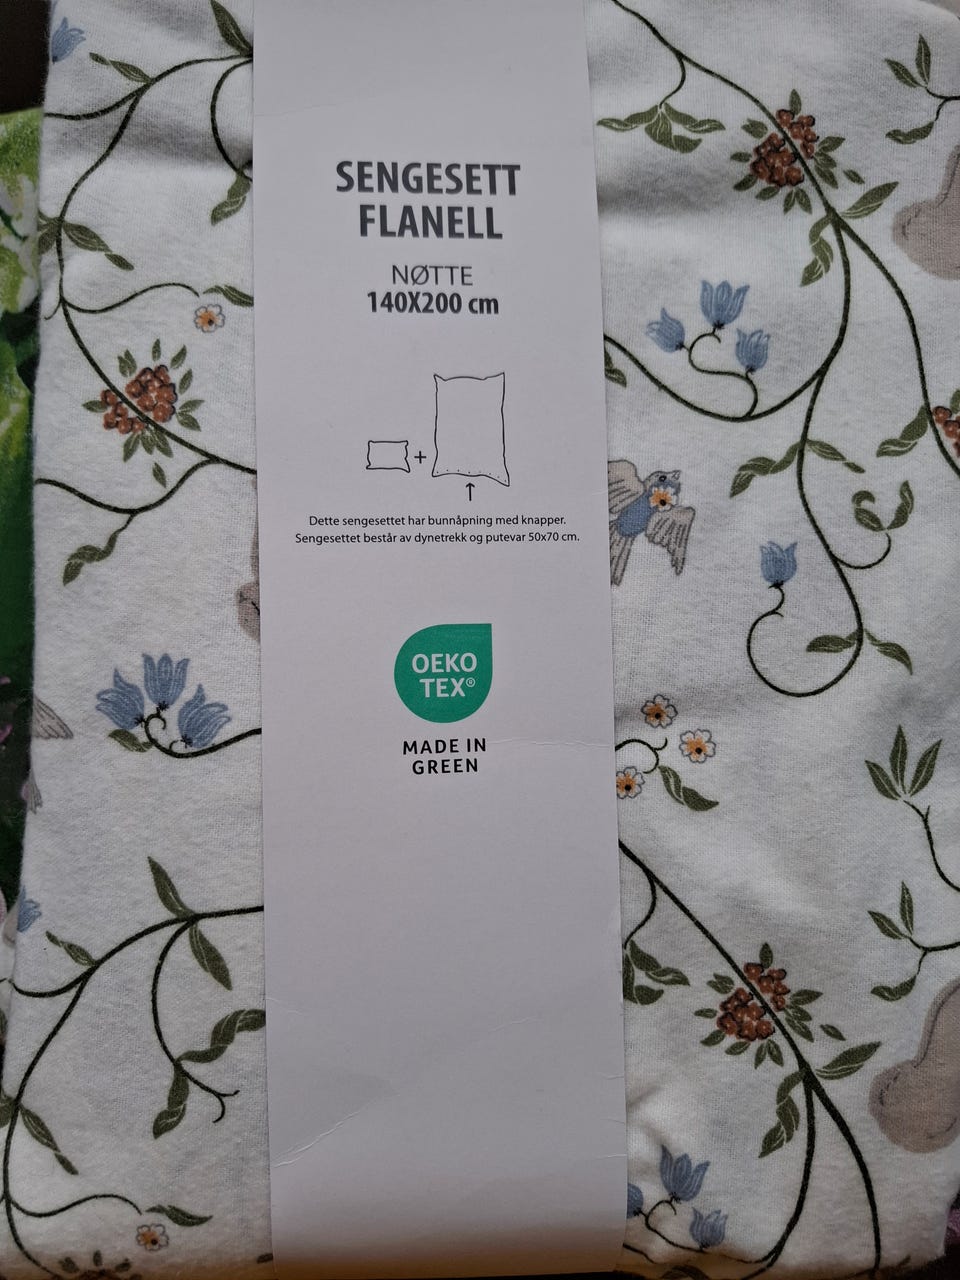 SENGESETT
FLANELL
NØTTE
140X200 cm
+
Dette sengesettet har bunnåpning med knapper.
Sengesettet består av dynetrekk og putevar 50x70 cm.
OEKO
TEX®
MADE IN
GREEN